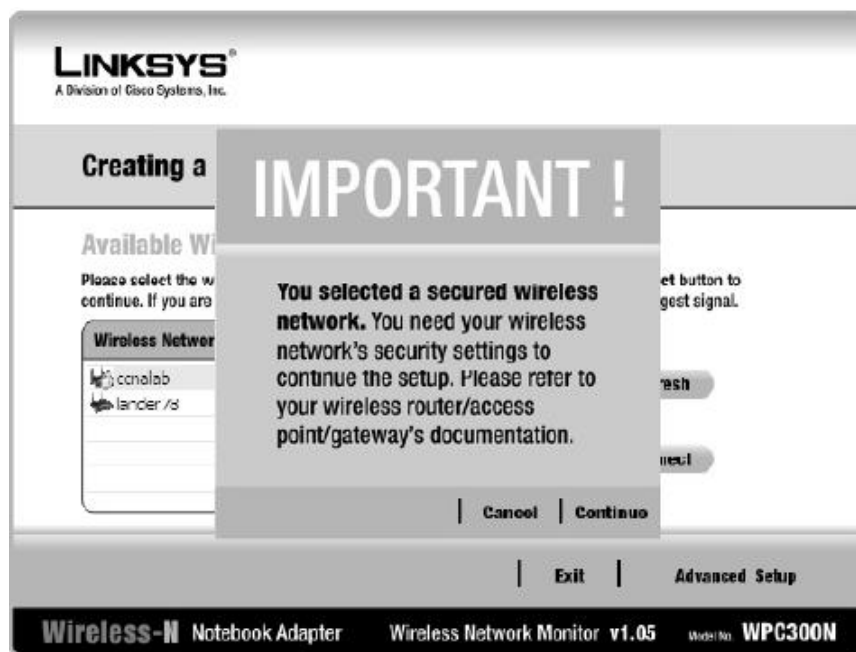 LINKSYS®
A Division of Cisco Systems, Inc.
Creating a
IMPORTANT !
Available Wi
Please select the w
et button to
continue. If you are
gest signal.
You selected a secured wireless
network. You need your wireless
network's security settings to
continue the setup. Please refer to
your wireless router/access
point/gateway's documentation.
Wireless Networ
ccnalab
lander78
resh
nect
Cancel
Continue
Exit
Advanced Setup
Wireless-N Notebook Adapter
Wireless Network Monitor v1.05
Model No. WPC300N